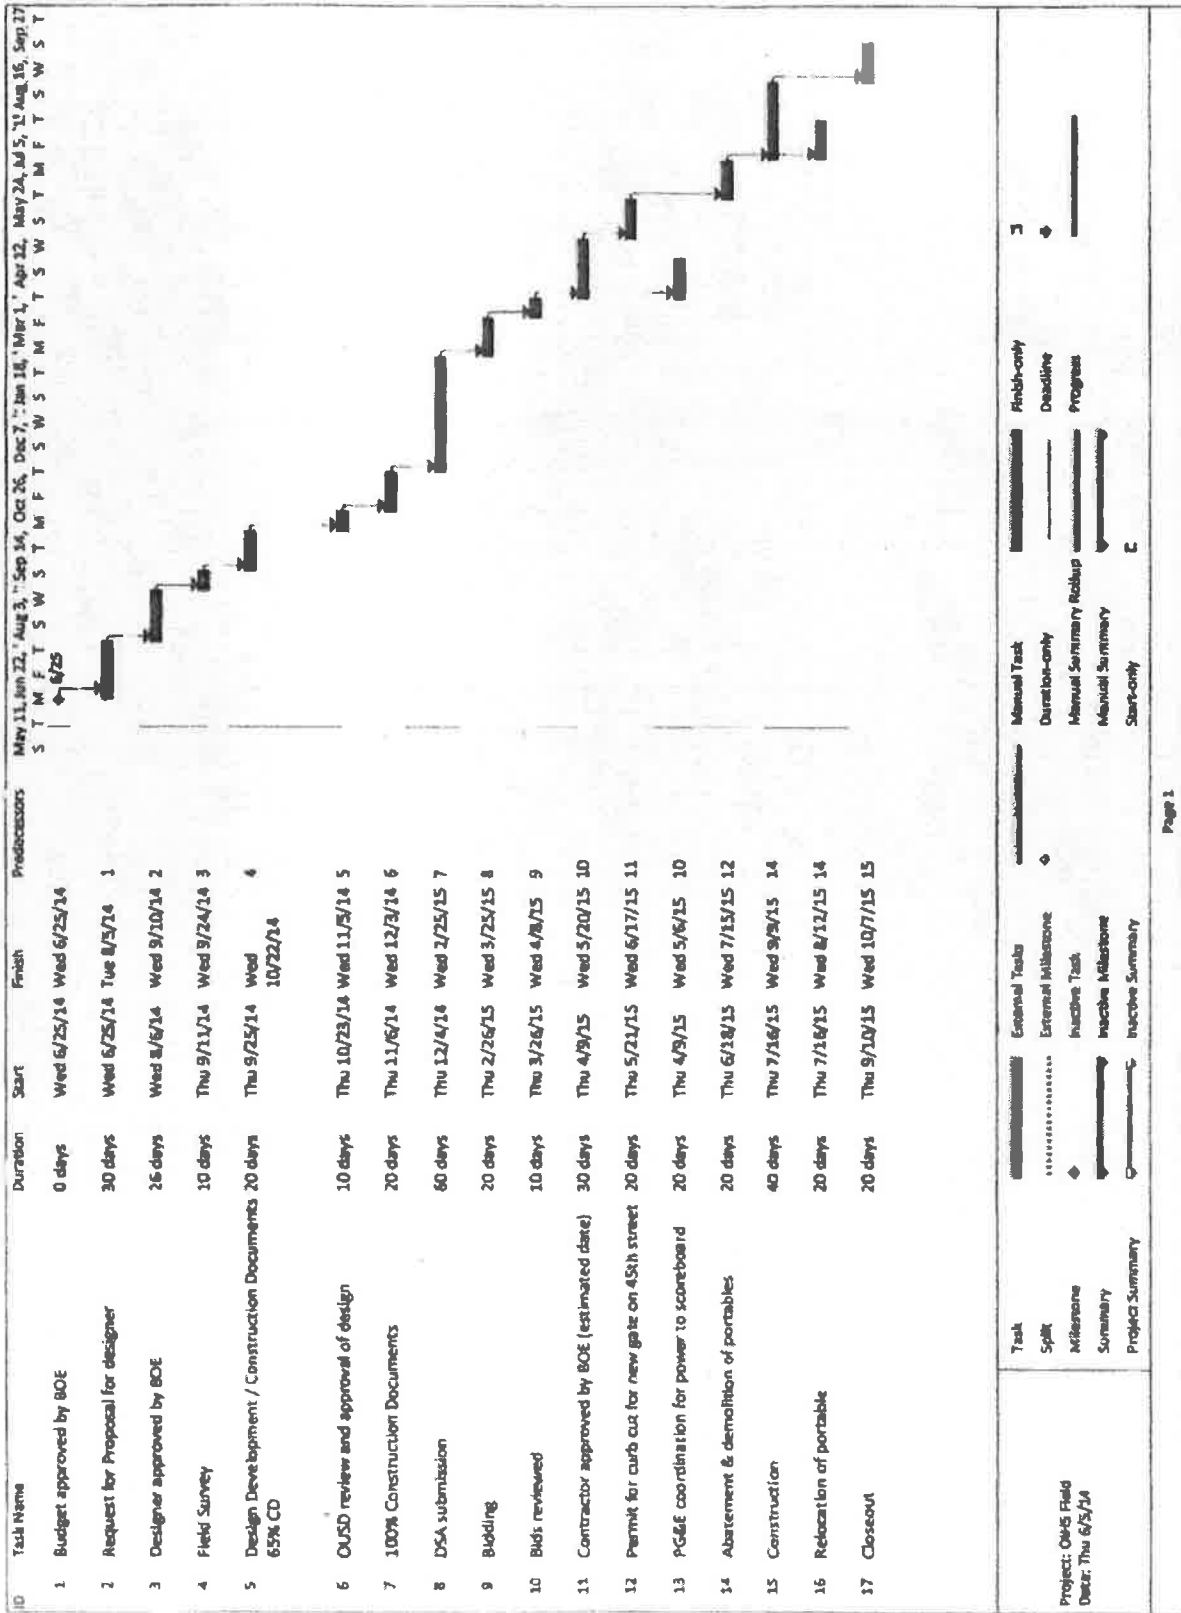 ID Task Name Duration Start Finish Predecessors May 11, Jun 22, ' Aug 3, '' Sep 14, Oct 26, Dec 7, '' Jan 18, ' Mar 1, ' Apr 12, May 24, Jul 5, '1! Aug 16, Sep 27
S T M F T S W S T M F T S W S T M F T S W S T M F T S W S T
1 Budget approved by BOE 0 days Wed 6/25/14 Wed 6/25/14 6/25
2 Request for Proposal for designer 30 days Wed 6/25/14 Tue 8/5/14 1
3 Designer approved by BOE 26 days Wed 8/6/14 Wed 9/10/14 2
4 Field Survey 10 days Thu 9/11/14 Wed 9/24/14 3
5 Design Development / Construction Documents 20 days Thu 9/25/14 Wed 4
65% CD 10/22/14
6 OUSD review and approval of design 10 days Thu 10/23/14 Wed 11/5/14 5
7 100% Construction Documents 20 days Thu 11/6/14 Wed 12/3/14 6
8 DSA submission 60 days Thu 12/4/14 Wed 2/25/15 7
9 Bidding 20 days Thu 2/26/15 Wed 3/25/15 8
10 Bids reviewed 10 days Thu 3/26/15 Wed 4/8/15 9
11 Contractor approved by BOE (estimated date) 30 days Thu 4/9/15 Wed 5/20/15 10
12 Permit for curb cut for new gate on 45th street 20 days Thu 5/21/15 Wed 6/17/15 11
13 PG&E coordination for power to scoreboard 20 days Thu 4/9/15 Wed 5/6/15 10
14 Abatement & demolition of portables 20 days Thu 6/18/15 Wed 7/15/15 12
15 Construction 40 days Thu 7/16/15 Wed 9/9/15 14
16 Relocation of portable 20 days Thu 7/16/15 Wed 8/12/15 14
17 Closeout 20 days Thu 9/10/15 Wed 10/7/15 15
Project: Field
Date: Thu 6/5/14
Task External Tasks Manual Task Finish-only
Split External Milestone Duration-only Deadline
Milestone Inactive Task Manual Summary Rollup Progress
Summary Inactive Milestone Manual Summary
Project Summary Inactive Summary Start-only
Page 1